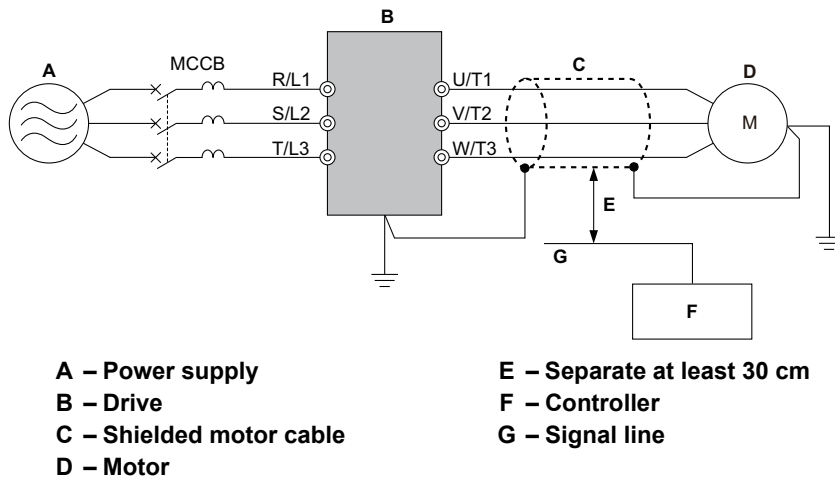 B
A
MCCB
R/L1
S/L2
T/L3
U/T1
V/T2
W/T3
C
D
M
E
G
F
A – Power supply
B – Drive
C – Shielded motor cable
D – Motor
E – Separate at least 30 cm
F – Controller
G – Signal line